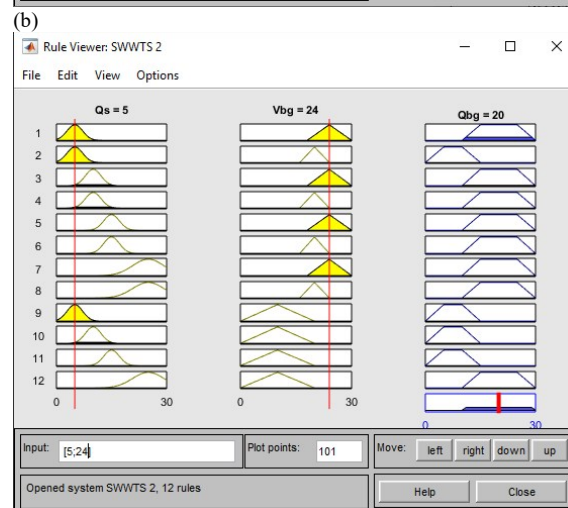 (b)
Rule Viewer: SWWTS 2
File Edit View Options
Qs = 5 Vbg = 24 Qbg = 20
1
2
3
4
5
6
7
8
9
10
11
12
0 30 0 30
0 30
Input: [5;24] Plot points: 101 Move: left right down up
Opened system SWWTS 2, 12 rules Help Close